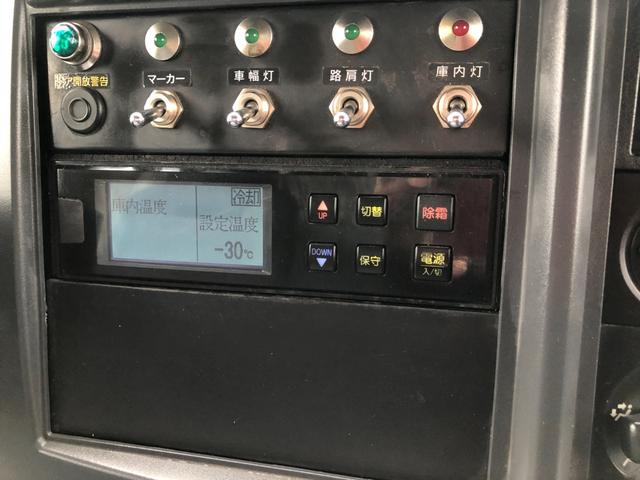 ドア開放警告
マーカー
車幅灯
路肩灯
庫内灯
庫内温度
冷却
設定温度
-30℃
UP
切替
除霜
DOWN
保守
電源
入/切